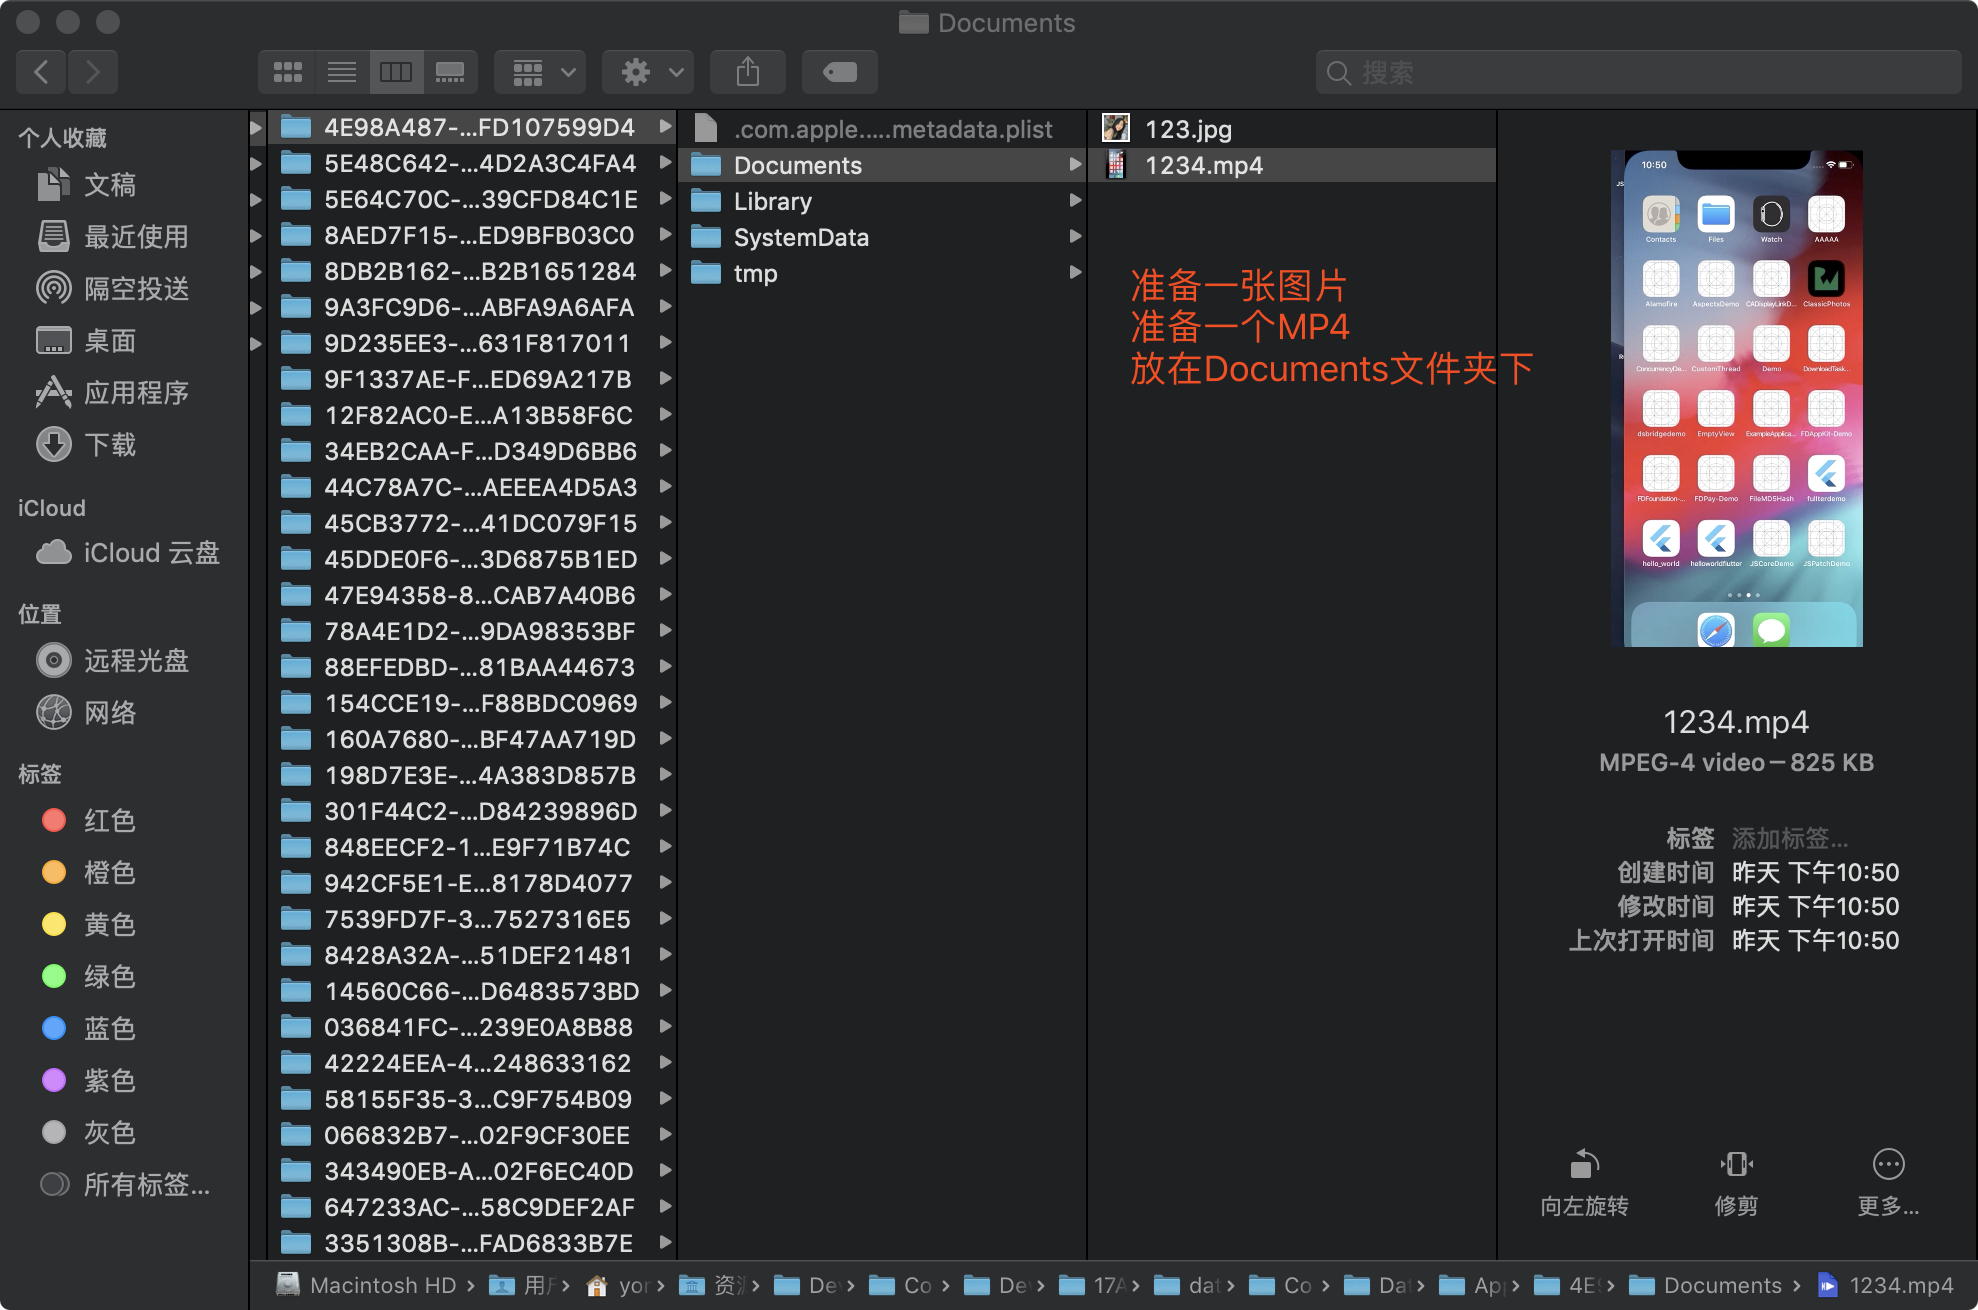 Documents
搜索
个人收藏
文稿
最近使用
隔空投送
桌面
应用程序
下载
iCloud
iCloud 云盘
位置
远程光盘
网络
标签
红色
橙色
黄色
绿色
蓝色
紫色
灰色
所有标签...
4E98A487-...FD107599D4
5E48C642-...4D2A3C4FA4
5E64C70C-...39CFD84C1E
8AED7F15-...ED9BFB03C0
8DB2B162-...B2B1651284
9A3FC9D6-...ABFA9A6AFA
9D235EE3-...631F817011
9F1337AE-F...ED69A217B
12F82AC0-E...A13B58F6C
34EB2CAA-F...D349D6BB6
44C78A7C-...AEEEA4D5A3
45CB3772-...41DC079F15
45DDE0F6-...3D6875B1ED
47E94358-8...CAB7A40B6
78A4E1D2-...9DA98353BF
88EFEDBD-...81BAA44673
154CCE19-...F88BDC0969
160A7680-...BF47AA719D
198D7E3E-...4A383D857B
301F44C2-...D84239896D
848EECF2-1...E9F71B74C
942CF5E1-E...8178D4077
7539FD7F-3...7527316E5
8428A32A-...51DEF21481
14560C66-...D6483573BD
036841FC-...239E0A8B88
42224EEA-4...248633162
58155F35-3...C9F754B09
066832B7-...02F9CF30EE
343490EB-A...02F6EC40D
647233AC-...58C9DEF2AF
3351308B-...FAD6833B7E
.com.apple.....metadata.plist
Documents
Library
SystemData
tmp
123.jpg
1234.mp4
准备一张图片
准备一个MP4
放在Documents文件夹下
10:50
Contacts Files Watch AAAAA
Alamofire AspectsDemo CADisplayLinkD... ClassicPhotos
ConcurrencyDe... CustomThread Demo DownloadTask...
dsbridgedemo EmptyView ExampleApplica... FDAppKit-Demo
FDFoundation-... FDPay-Demo FileMD5Hash fullterdemo
hello_world helloworldflutter JSCoreDemo JSPatchDemo
1234.mp4
MPEG-4 video – 825 KB
标签 添加标签...
创建时间 昨天 下午10:50
修改时间 昨天 下午10:50
上次打开时间 昨天 下午10:50
向左旋转 修剪 更多...
Macintosh HD 用 yor 资 De Co De 17 dat Co Dat Ap 4E Documents 1234.mp4